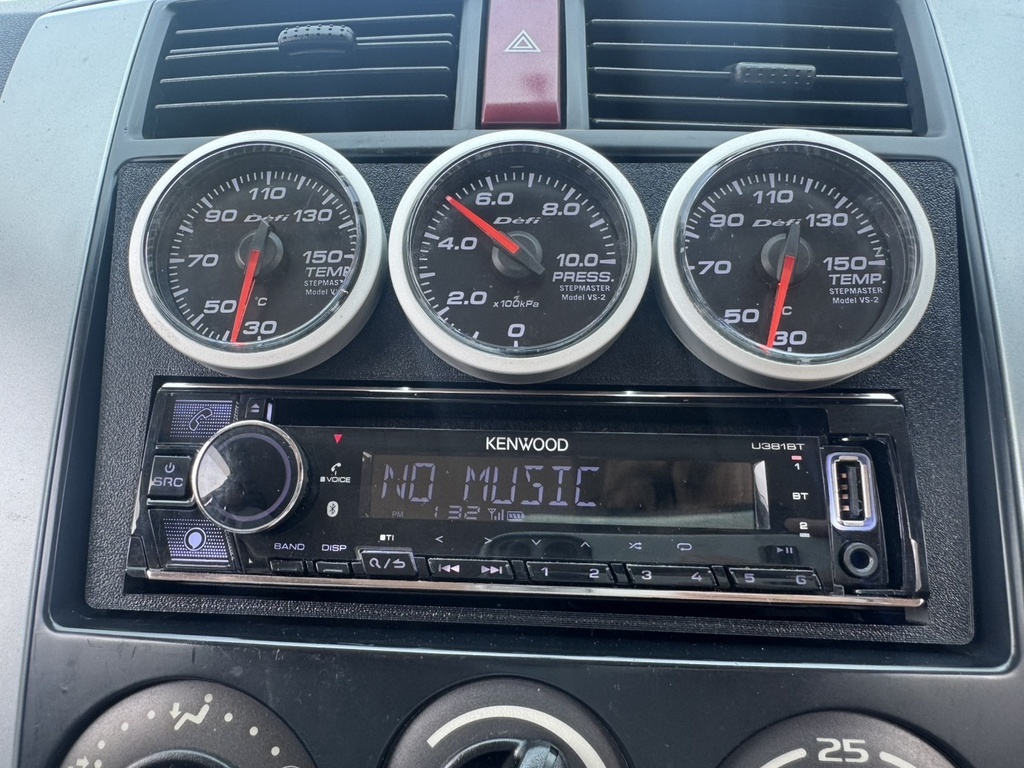 110
90 Defi 130
70 150
TEMP
STEPMASTER
50 °C
30
6.0 8.0
Defi
4.0 10.0
PRESS.
STEPMASTER
Model VS-2
2.0 x100kPa
0
110
90 Defi 130
70 150
TEMP.
STEPMASTER
Model VS-2
50 °C
30
KENWOOD U381BT
SRC
VOICE
NO MUSIC
PM 1:32
1
BT
2
TI
BAND DISP
1 2 3 4 5 6
25